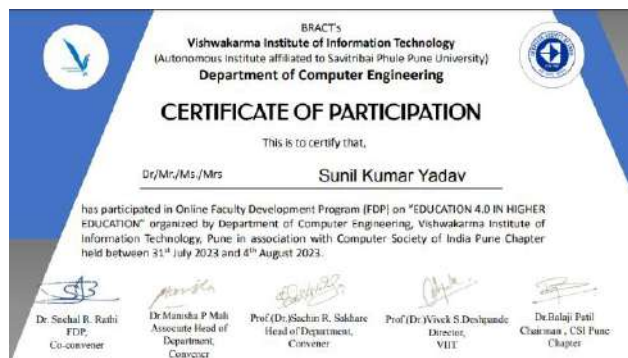 BRACT's
Vishwakarma Institute of Information Technology
(Autonomous Institute affiliated to Savitribai Phule Pune University)
Department of Computer Engineering
CERTIFICATE OF PARTICIPATION
This is to certify that,
Dr/Mr./Ms./Mrs Sunil Kumar Yadav
has participated in Online Faculty Development Program (FDP) on "EDUCATION 4.0 IN HIGHER
EDUCATION" organized by Department of Computer Engineering, Vishwakarma Institute of
Information Technology, Pune in association with Computer Society of India Pune Chapter
held between 31st July 2023 and 4th August 2023.
Dr. Sachal R. Rathi
FDP,
Co-convener
Dr.Manisha P Mali
Associate Head of
Department,
Convener
Prof.(Dr.)Sachin R. Sakhare
Head of Department,
Convener
Prof(Dr.)Vivek S.Deshpande
Director,
VIIT
Dr.Balaji Patil
Chairman , CSI Pune
Chapter